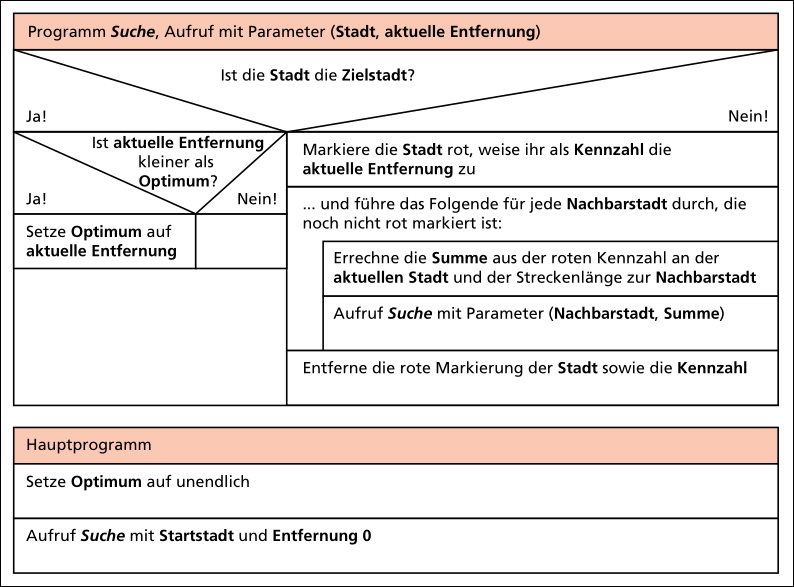 Programm Suche, Aufruf mit Parameter (Stadt, aktuelle Entfernung)
Ist die Stadt die Zielstadt?
Ja!
Nein!
Ist aktuelle Entfernung
kleiner als
Optimum?
Ja!
Nein!
Setze Optimum auf
aktuelle Entfernung
Markiere die Stadt rot, weise ihr als Kennzahl die
aktuelle Entfernung zu
... und führe das Folgende für jede Nachbarstadt durch, die
noch nicht rot markiert ist:
Errechne die Summe aus der roten Kennzahl an der
aktuellen Stadt und der Streckenlänge zur Nachbarstadt
Aufruf Suche mit Parameter (Nachbarstadt, Summe)
Entferne die rote Markierung der Stadt sowie die Kennzahl
Hauptprogramm
Setze Optimum auf unendlich
Aufruf Suche mit Startstadt und Entfernung 0